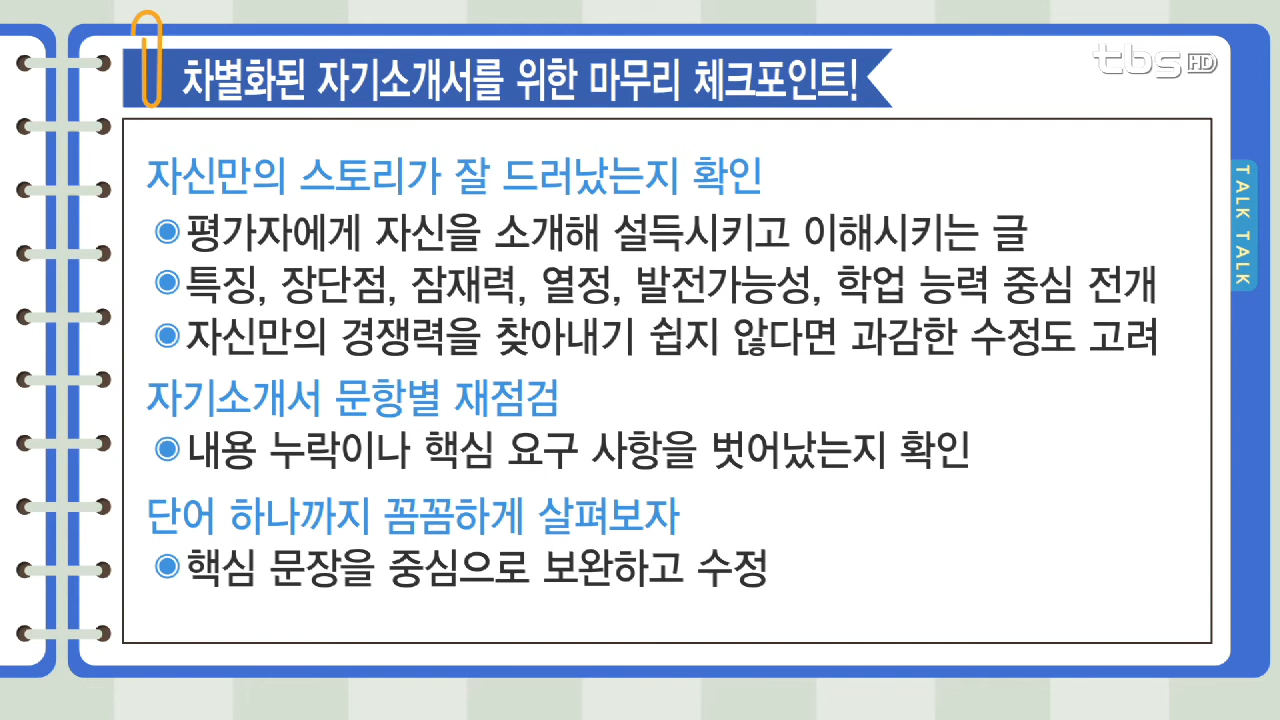 차별화된 자기소개서를 위한 마무리 체크포인트!
tbs HD
자신만의 스토리가 잘 드러났는지 확인
평가자에게 자신을 소개해 설득시키고 이해시키는 글
특징, 장단점, 잠재력, 열정, 발전가능성, 학업 능력 중심 전개
자신만의 경쟁력을 찾아내기 쉽지 않다면 과감한 수정도 고려
자기소개서 문항별 재점검
내용 누락이나 핵심 요구 사항을 벗어났는지 확인
단어 하나까지 꼼꼼하게 살펴보자
핵심 문장을 중심으로 보완하고 수정
TALK TALK